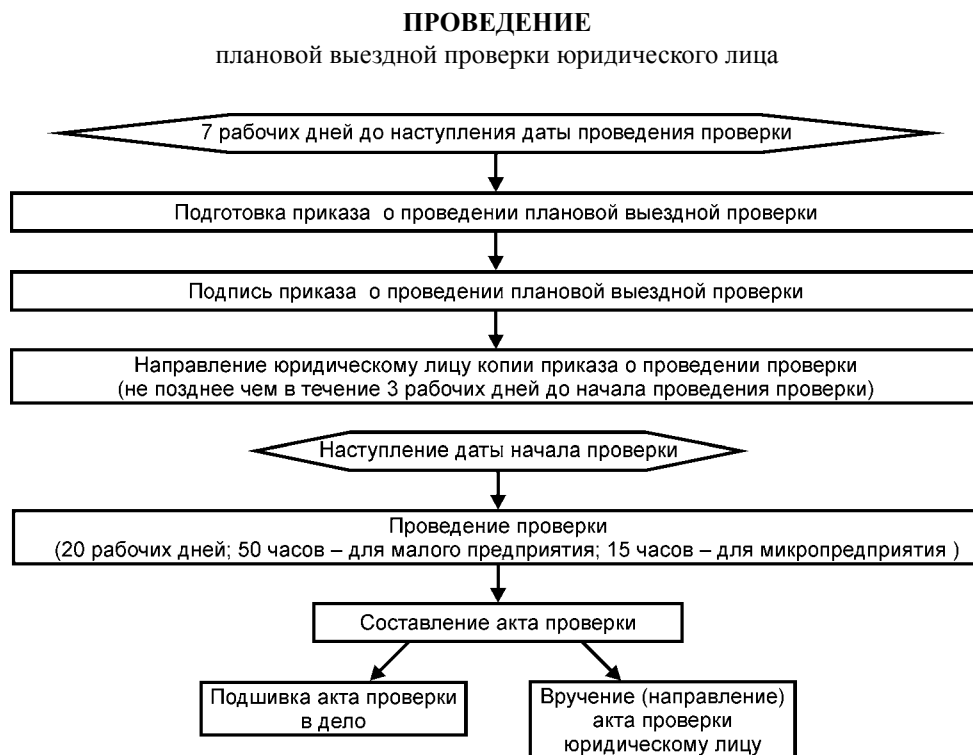 ПРОВЕДЕНИЕ
плановой выездной проверки юридического лица
7 рабочих дней до наступления даты проведения проверки
Подготовка приказа о проведении плановой выездной проверки
Подпись приказа о проведении плановой выездной проверки
Направление юридическому лицу копии приказа о проведении проверки
(не позднее чем в течение 3 рабочих дней до начала проведения проверки)
Наступление даты начала проверки
Проведение проверки
(20 рабочих дней; 50 часов – для малого предприятия; 15 часов – для микропредприятия )
Составление акта проверки
Подшивка акта проверки
в дело
Вручение (направление)
акта проверки
юридическому лицу